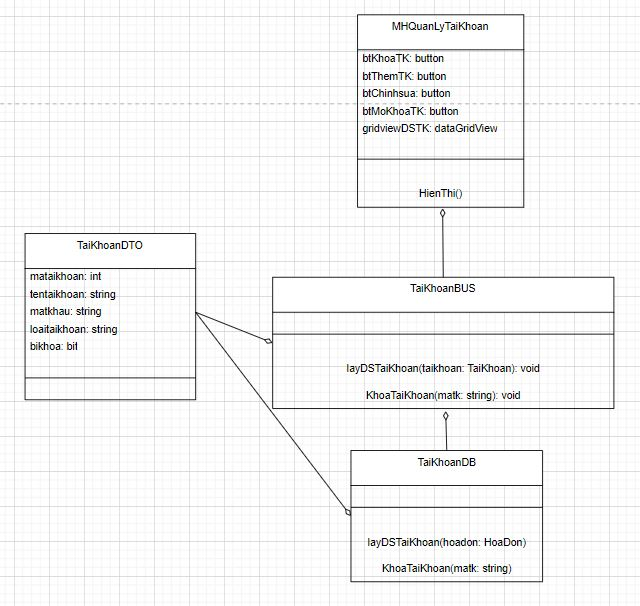 MHQuanLyTaiKhoan
btKhoaTK: button
btThemTK: button
btChinhsua: button
btMoKhoaTK: button
gridviewDSTK: dataGridView
HienThi()
TaiKhoanDTO
mataikhoan: int
tentaikhoan: string
matkhau: string
loaitaikhoan: string
bikhoa: bit
TaiKhoanBUS
layDSTaiKhoan(taikhoan: TaiKhoan): void
KhoaTaiKhoan(matk: string): void
TaiKhoanDB
layDSTaiKhoan(hoadon: HoaDon)
KhoaTaiKhoan(matk: string)